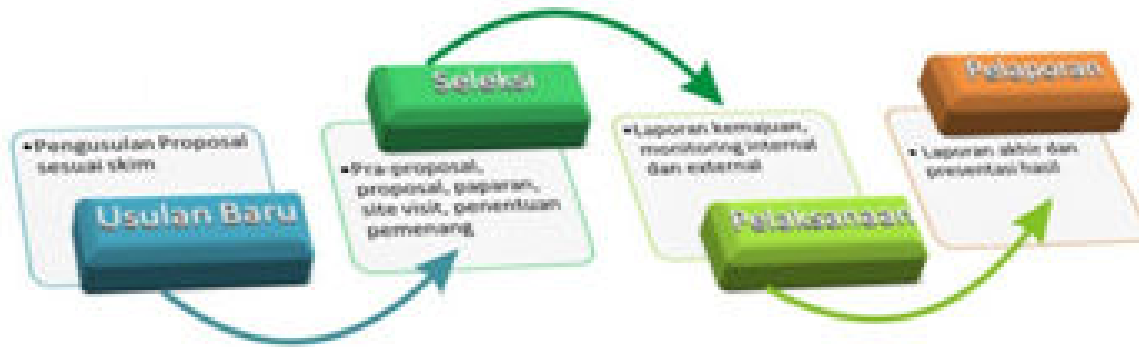 •Pengusulan Proposal
sesuai skim
Usulan Baru
Seleksi
•Pra-proposal,
proposal, paparan,
site visit, penentuan
pemenang
•Laporan kemajuan,
monitoring internal
dan external
Pelaksanaan
Pelaporan
• Laporan akhir dan
presentasi hasil